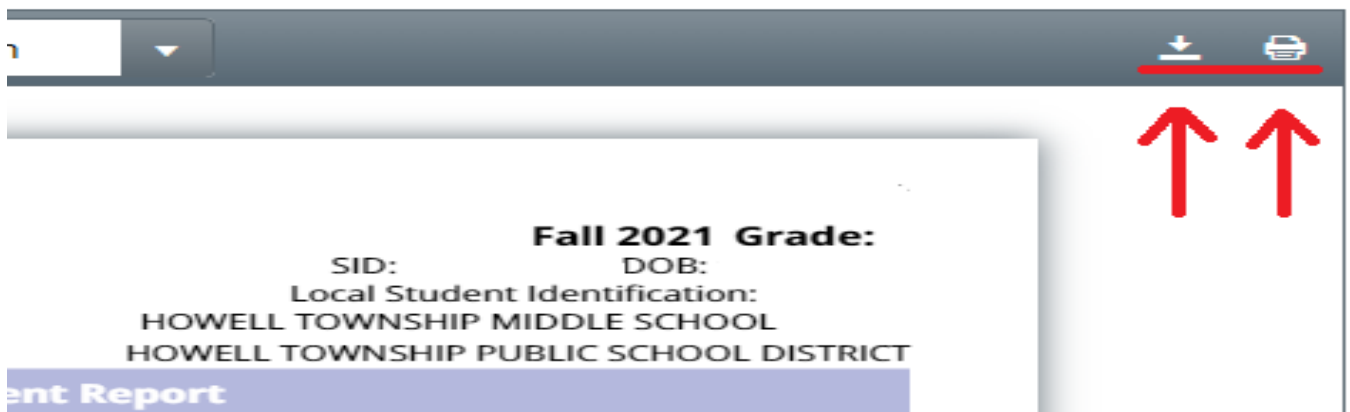 n
Fall 2021 Grade:
SID: DOB:
Local Student Identification:
HOWELL TOWNSHIP MIDDLE SCHOOL
HOWELL TOWNSHIP PUBLIC SCHOOL DISTRICT
ent Report